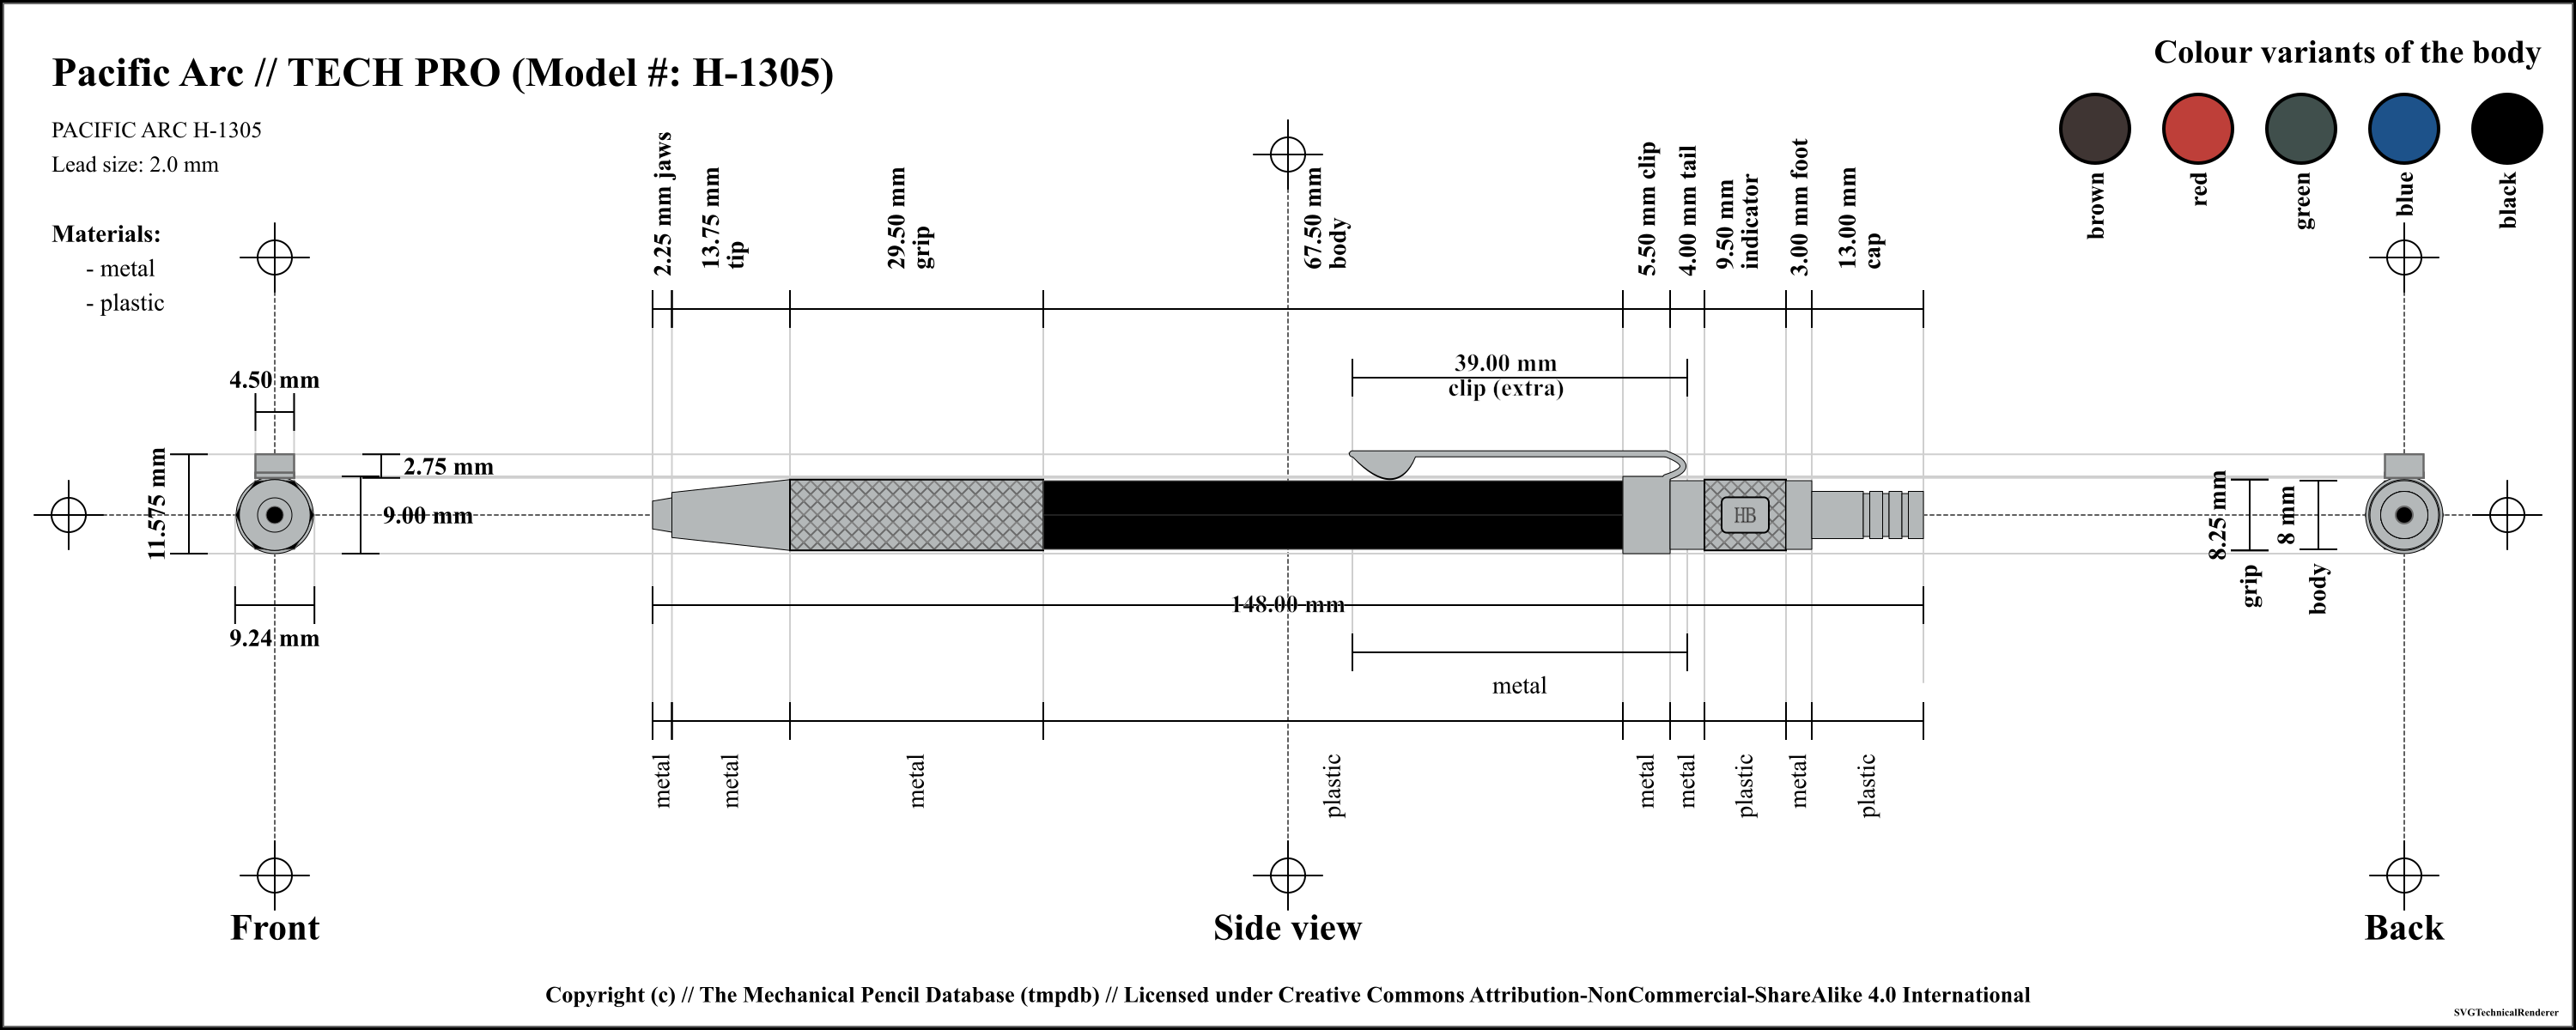 Pacific Arc // TECH PRO (Model #: H-1305)
PACIFIC ARC H-1305
Lead size: 2.0 mm
Materials:
- metal
- plastic
Colour variants of the body
brown
red
green
blue
black
2.25 mm jaws
13.75 mm
tip
29.50 mm
grip
67.50 mm
body
5.50 mm clip
4.00 mm tail
9.50 mm
indicator
3.00 mm foot
13.00 mm
cap
39.00 mm
clip (extra)
4.50 mm
11.575 mm
2.75 mm
9.00 mm
9.24 mm
HB
148.00 mm
metal
8.25 mm
grip
8 mm
body
metal
metal
metal
plastic
metal
metal
plastic
metal
plastic
Front
Side view
Back
Copyright (c) // The Mechanical Pencil Database (tmpdb) // Licensed under Creative Commons Attribution-NonCommercial-ShareAlike 4.0 International
SVGTechnicalRenderer